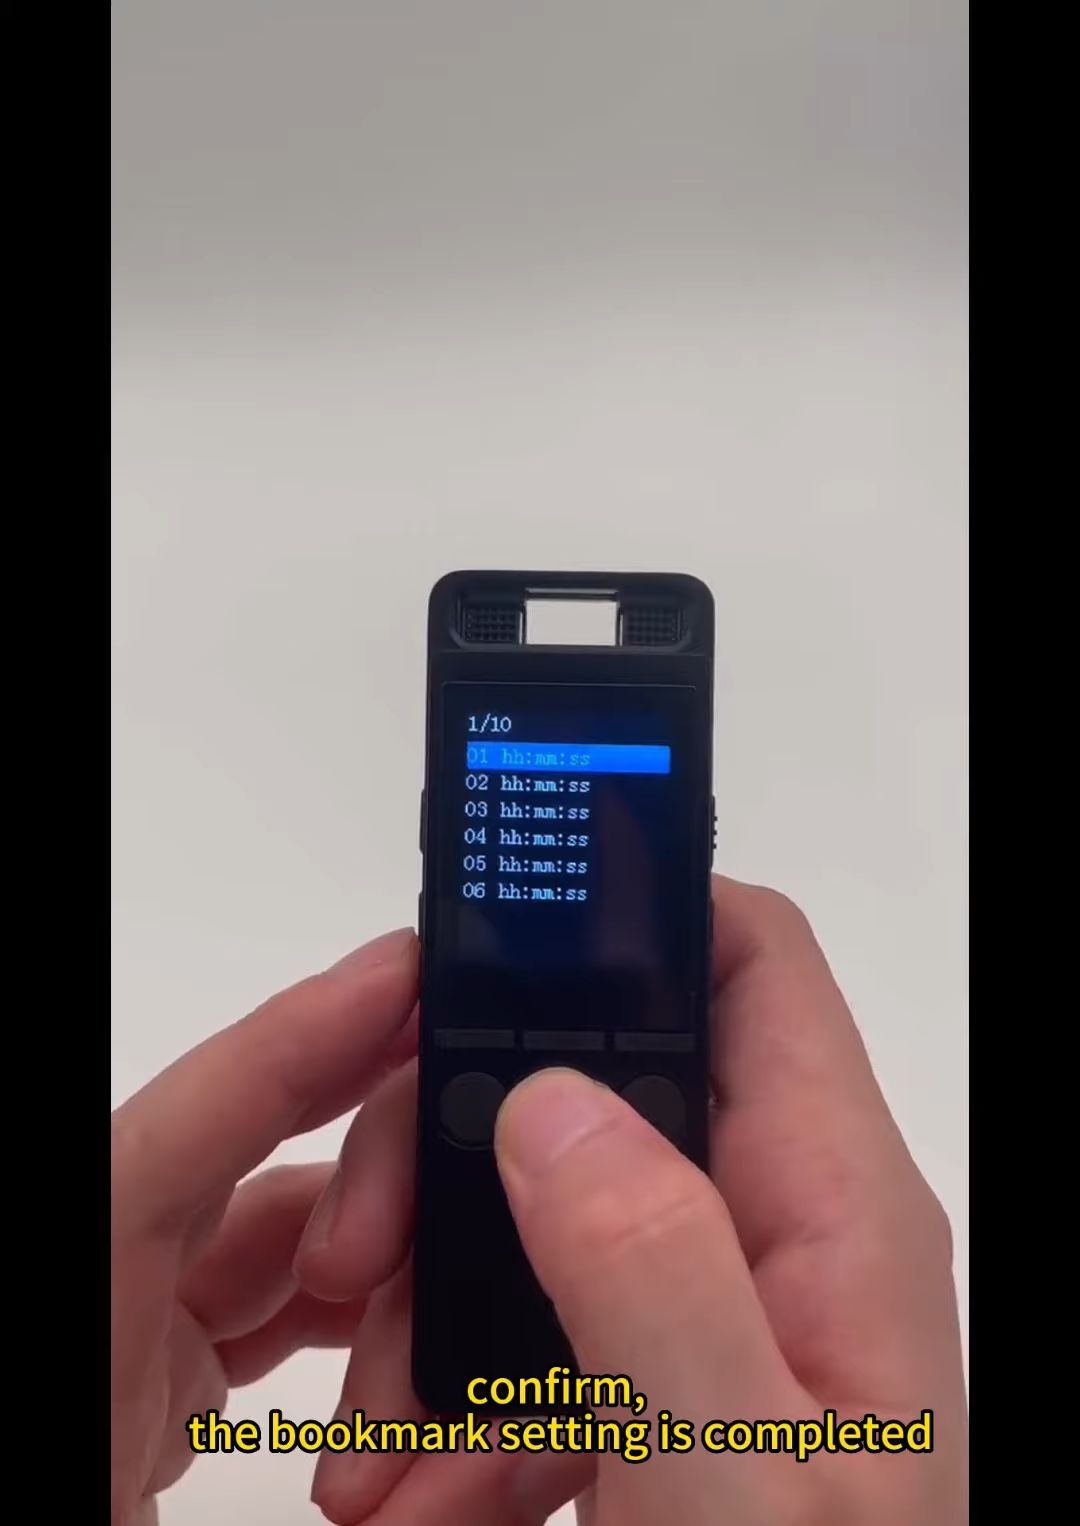 1/10
01 hh:mm:ss
02 hh:mm:ss
03 hh:mm:ss
04 hh:mm:ss
05 hh:mm:ss
06 hh:mm:ss
confirm,
the bookmark setting is completed